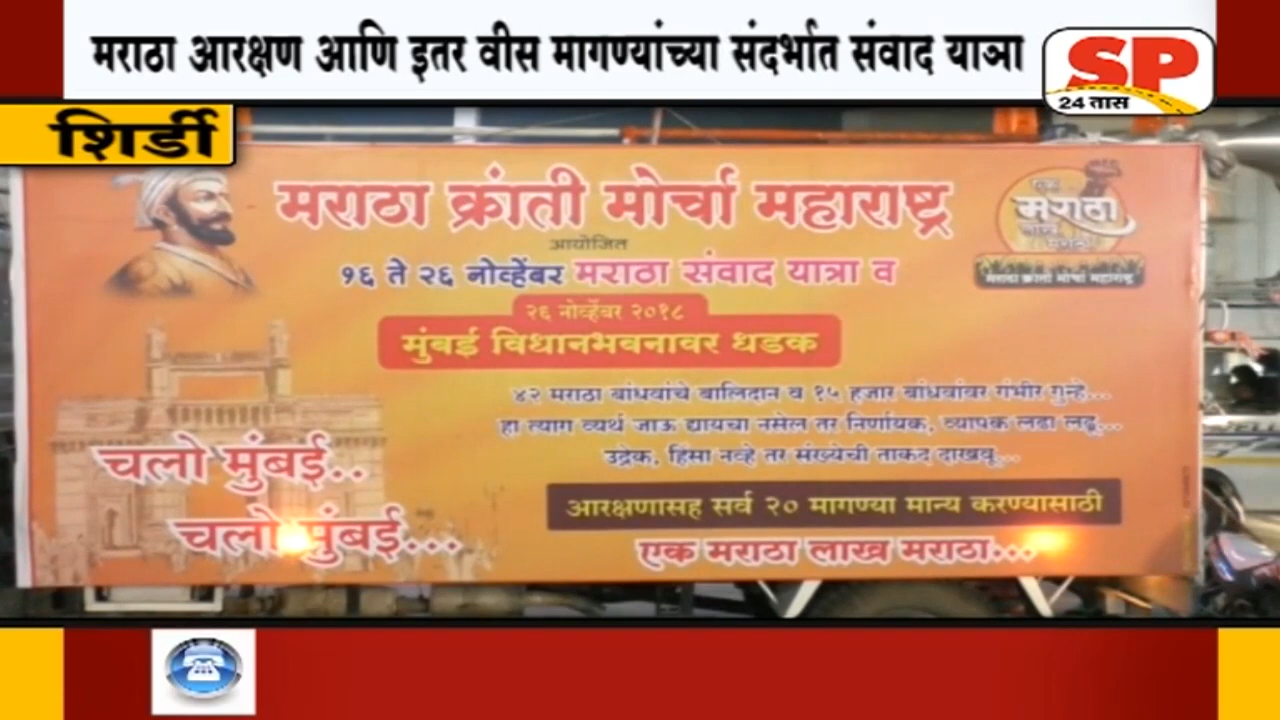 मराठा आरक्षण आणि इतर वीस मागण्यांच्या संदर्भात संवाद याञा
SP
24 तास
शिर्डी
मराठा क्रांती मोर्चा महाराष्ट्र
आयोजित
१६ ते २६ नोव्हेंबर मराठा संवाद यात्रा व
२६ नोव्हेंबर २०१८
मुंबई विधानभवनावर धडक
एक
मराठा
लाख
मराठा
मराठा क्रांती मोर्चा महाराष्ट्र
४२ मराठा बांधवांचे बालिदान व १५ हजार बांधवांवर गंभीर गुन्हे...
हा त्याग व्यर्थ जाऊ द्यायचा नसेल तर निर्णायक, व्यापक लढा लढू...
उद्रेक, हिंसा नव्हे तर संख्येची ताकद दाखवू...
चलो मुंबई..
चलो मुंबई...
आरक्षणासह सर्व २० मागण्या मान्य करण्यासाठी
एक मराठा लाख मराठा...